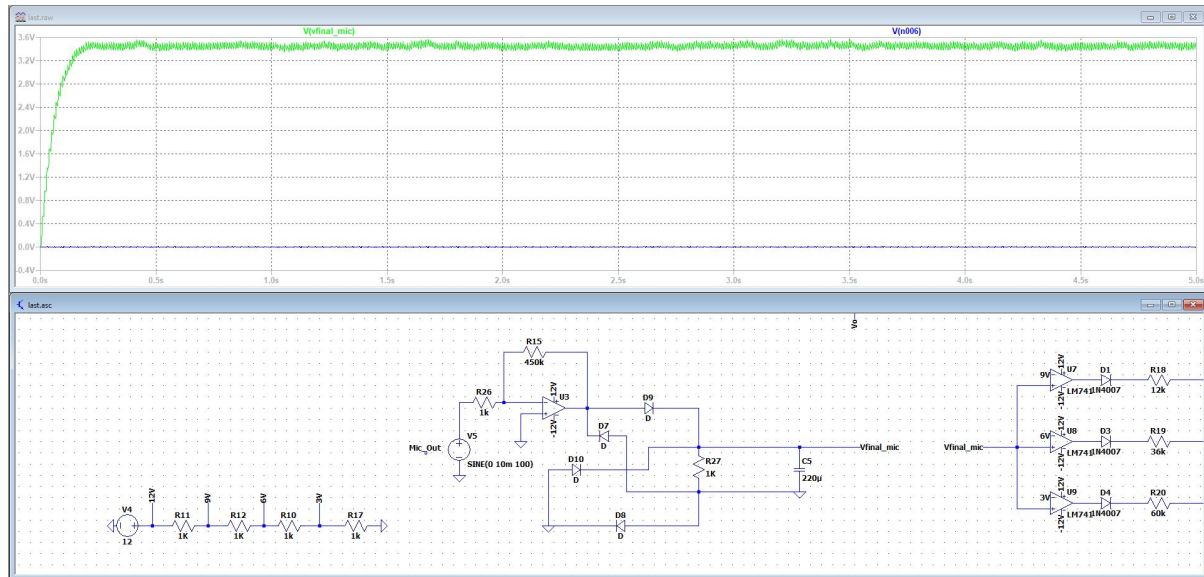 last.raw
V(vfinal_mic)
V(n006)
3.6V
3.2V
2.8V
2.4V
2.0V
1.6V
1.2V
0.8V
0.4V
0.0V
-0.4V
0.0s
0.5s
1.0s
1.5s
2.0s
2.5s
3.0s
3.5s
4.0s
4.5s
5.0s
last.asc
Vo
R15
450k
R26
1k
-12V
U3
-12V
D9
D
D7
D
V5
Mic_Out
SINE(0 10m 100)
D10
D
R27
1K
C5
220µ
Vfinal_mic
D8
D
-12V
9V
6V
3V
V4
12
R11
1K
R12
1K
R10
1k
R17
1k
Vfinal_mic
9V
-12V
U7
LM741
-12V
D1
1N4007
R18
12k
6V
-12V
U8
LM741
-12V
D3
1N4007
R19
36k
3V
-12V
U9
LM741
-12V
D4
1N4007
R20
60k